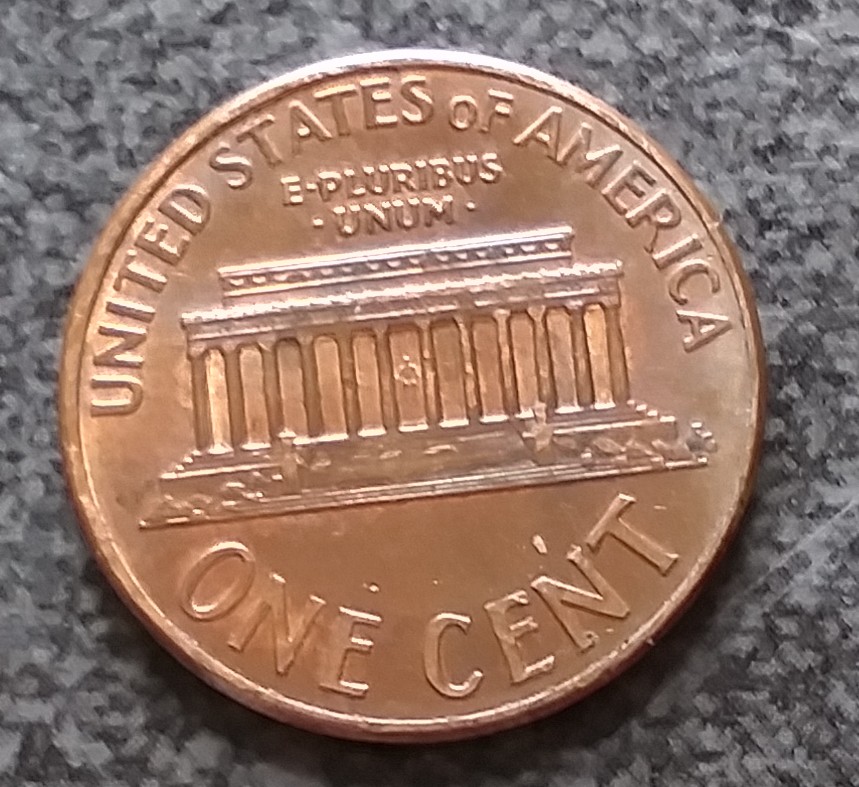 UNITED STATES OF AMERICA
E·PLURIBUS
·UNUM·
ONE CENT